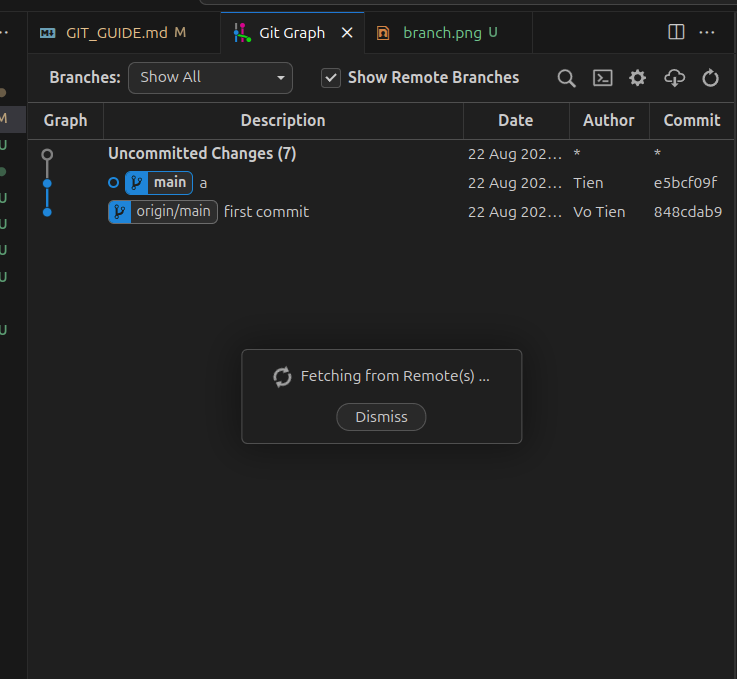 GIT_GUIDE.md M Git Graph branch.png U
Branches: Show All Show Remote Branches
Graph Description Date Author Commit
Uncommitted Changes (7) 22 Aug 202... * *
main a 22 Aug 202... Tien e5bcf09f
origin/main first commit 22 Aug 202... Vo Tien 848cdab9
M
U
U
U
U
U
U
Fetching from Remote(s) ...
Dismiss